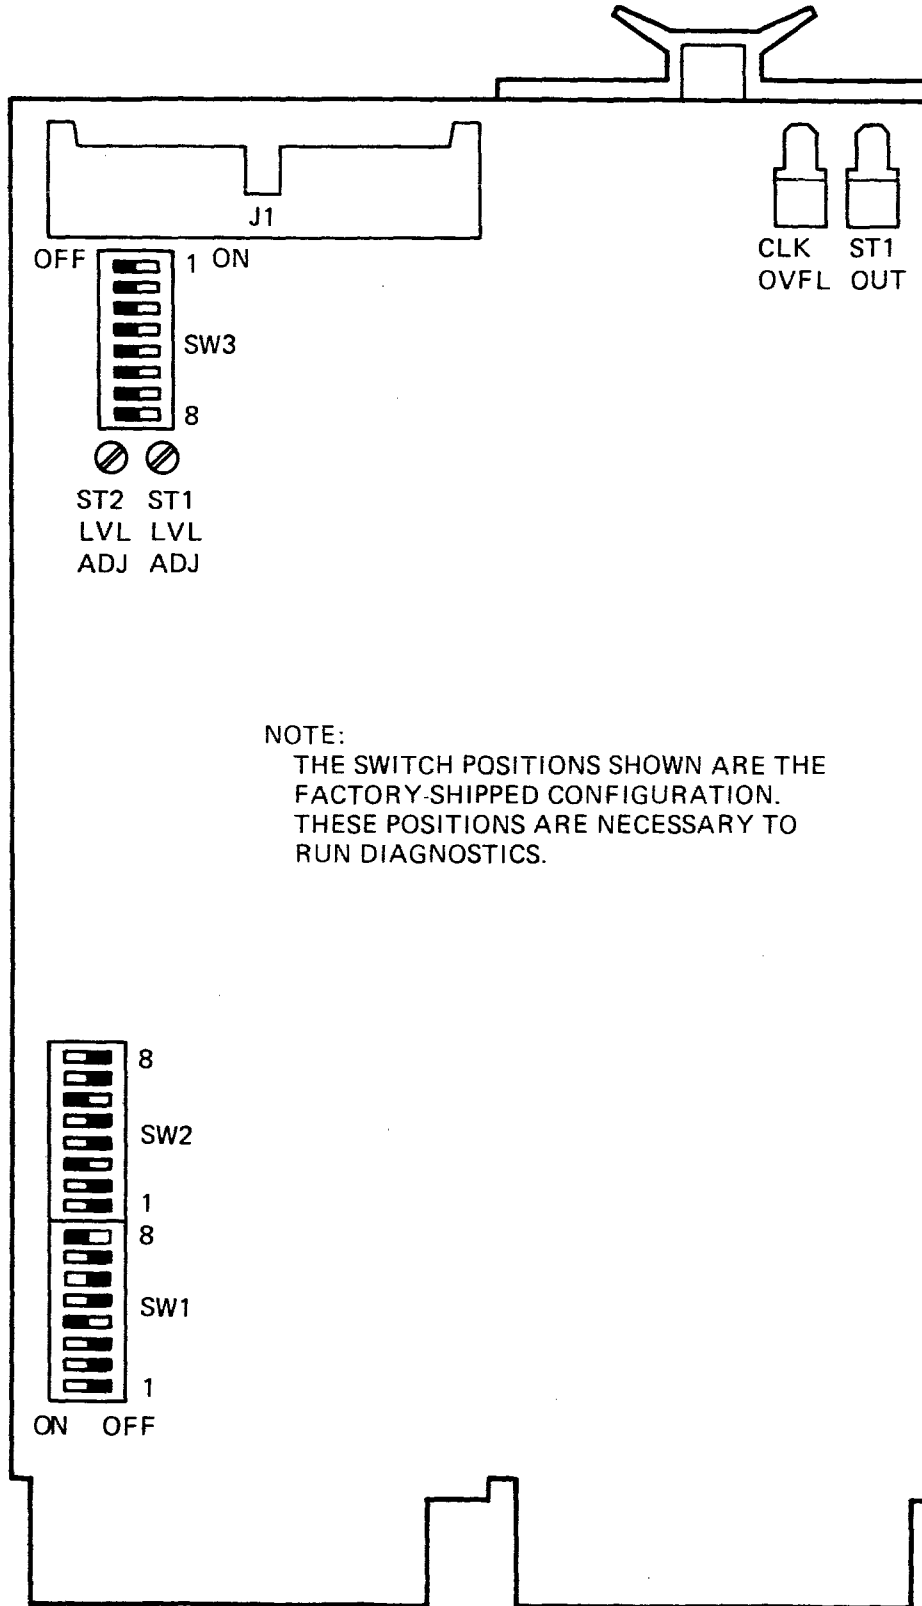 J1
CLK ST1
OVFL OUT
OFF 1 ON
SW3
8
ST2 ST1
LVL LVL
ADJ ADJ
NOTE:
THE SWITCH POSITIONS SHOWN ARE THE
FACTORY-SHIPPED CONFIGURATION.
THESE POSITIONS ARE NECESSARY TO
RUN DIAGNOSTICS.
8
SW2
1
8
SW1
1
ON OFF